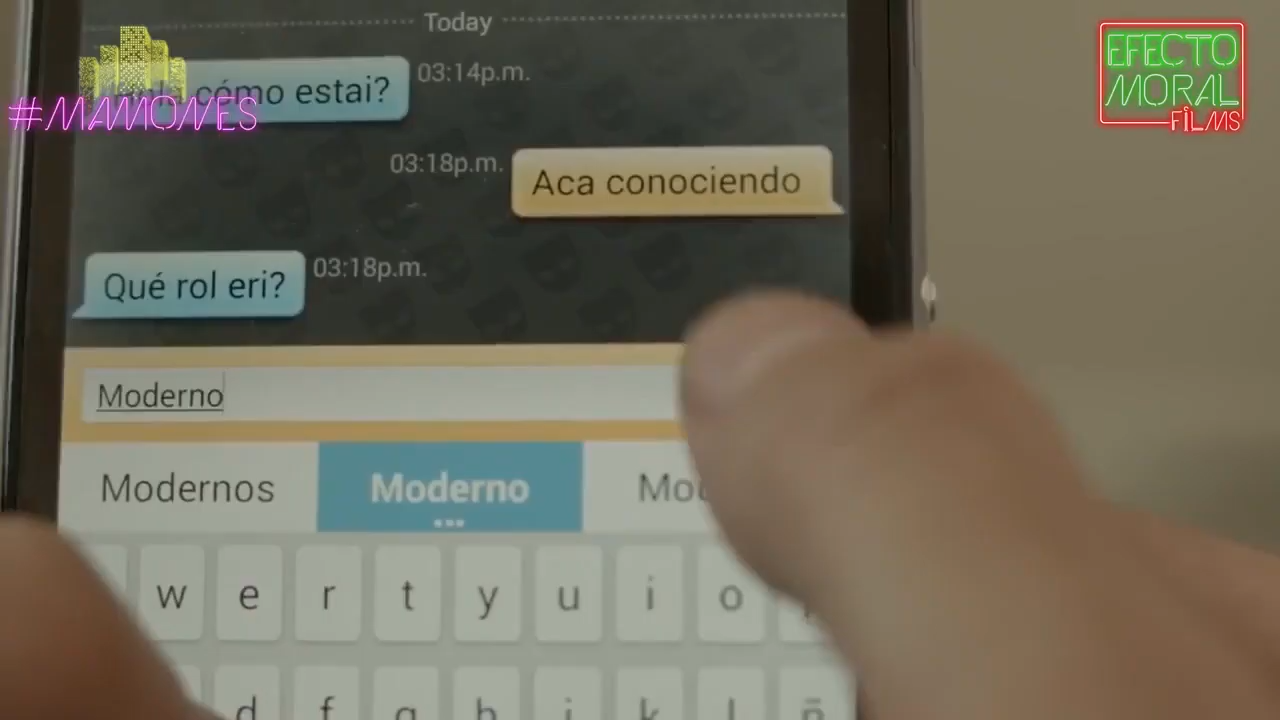 Today
cómo estai?
03:14p.m.
#MAMONES
EFECTO
MORAL
FILMS
03:18p.m.
Aca conociendo
Qué rol eri?
03:18p.m.
Moderno
Modernos
Moderno
w e r t y u i o
d f g h j k l ñ